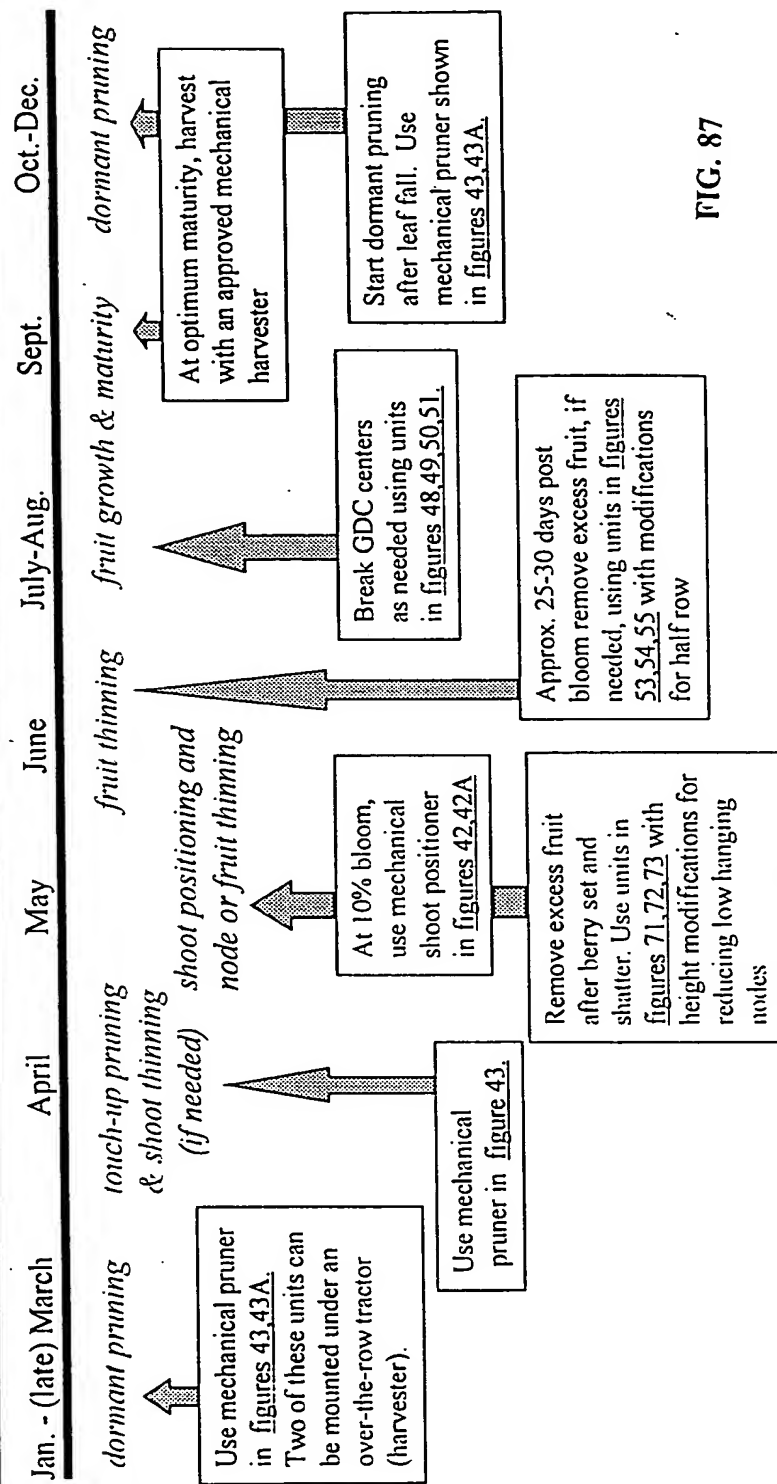 Jan. - (late) March
April
May
June
July-Aug.
Sept.
Oct.-Dec.
dormant pruning
touch-up pruning
& shoot thinning
(if needed)
shoot positioning and
node or fruit thinning
fruit thinning
fruit growth & maturity
dormant pruning
Use mechanical pruner
in figures 43,43A.
Two of these units can
be mounted under an
over-the-row tractor
(harvester).
Use mechanical
pruner in figure 43.
At 10% bloom,
use mechanical
shoot positioner
in figures 42,42A
Remove excess fruit
after berry set and
shatter. Use units in
figures 71,72,73 with
height modifications for
reducing low hanging
nodes
Approx. 25-30 days post
bloom remove excess fruit, if
needed, using units in figures
53,54,55 with modifications
for half row
Break GDC centers
as needed using units
in figures 48,49,50,51.
At optimum maturity, harvest
with an approved mechanical
harvester
Start dormant pruning
after leaf fall. Use
mechanical pruner shown
in figures 43,43A.
FIG. 87